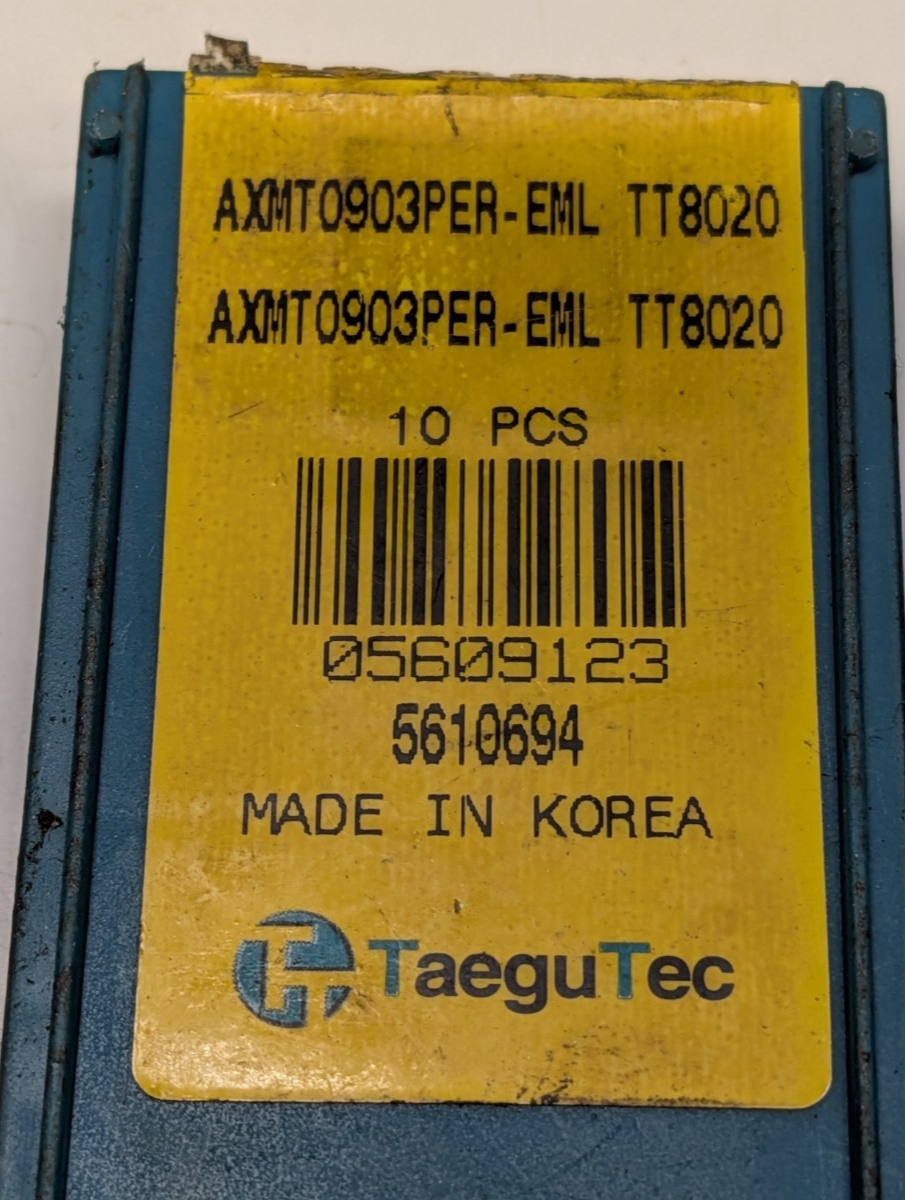 AXMT0903PER-EML TT8020
AXMT0903PER-EML TT8020
10 PCS
05609123
5610694
MADE IN KOREA
TaeguTec